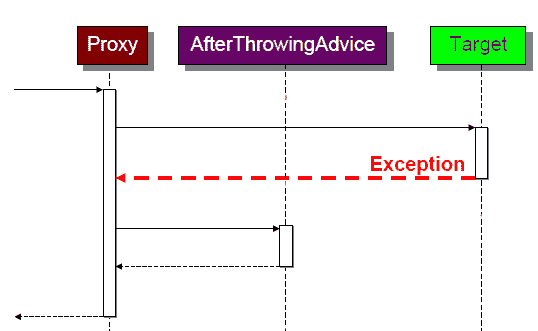 Proxy
AfterThrowingAdvice
Target
Exception